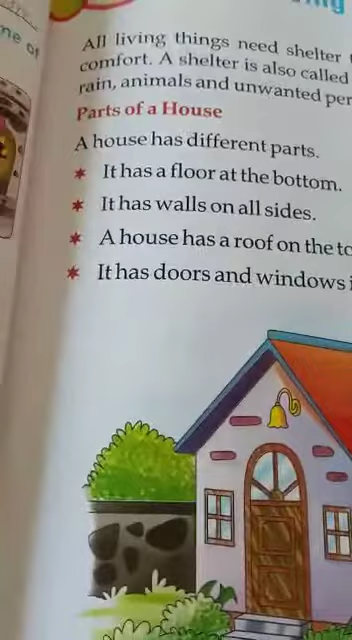 All living things need shelter
comfort. A shelter is also called
rain, animals and unwanted per
Parts of a House
A house has different parts.
* It has a floor at the bottom.
* It has walls on all sides.
* A house has a roof on the to
* It has doors and windows i